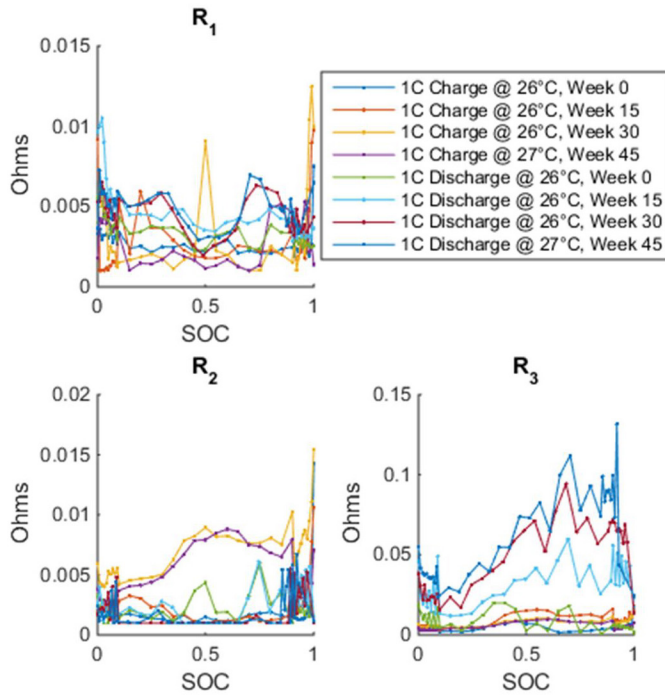 R1
0.015
0.01
0.005
0
Ohms
0 0.5 1
SOC
1C Charge @ 26°C, Week 0
1C Charge @ 26°C, Week 15
1C Charge @ 26°C, Week 30
1C Charge @ 27°C, Week 45
1C Discharge @ 26°C, Week 0
1C Discharge @ 26°C, Week 15
1C Discharge @ 26°C, Week 30
1C Discharge @ 27°C, Week 45
R2
0.02
0.015
0.01
0.005
0
Ohms
0 0.5 1
SOC
R3
0.15
0.1
0.05
0
Ohms
0 0.5 1
SOC